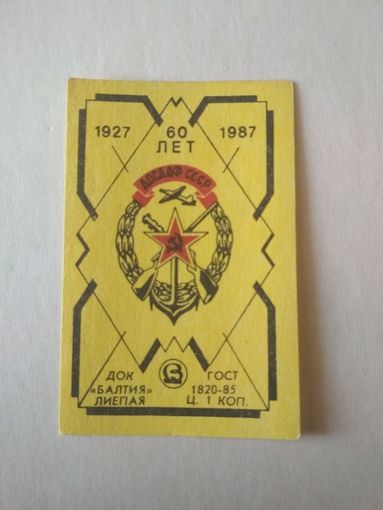 1927 60 1987
ЛЕТ
ДОСААФ СССР
ДОК ГОСТ
«БАЛТИЯ» 1820-85
ЛИЕПАЯ Ц. 1 КОП.